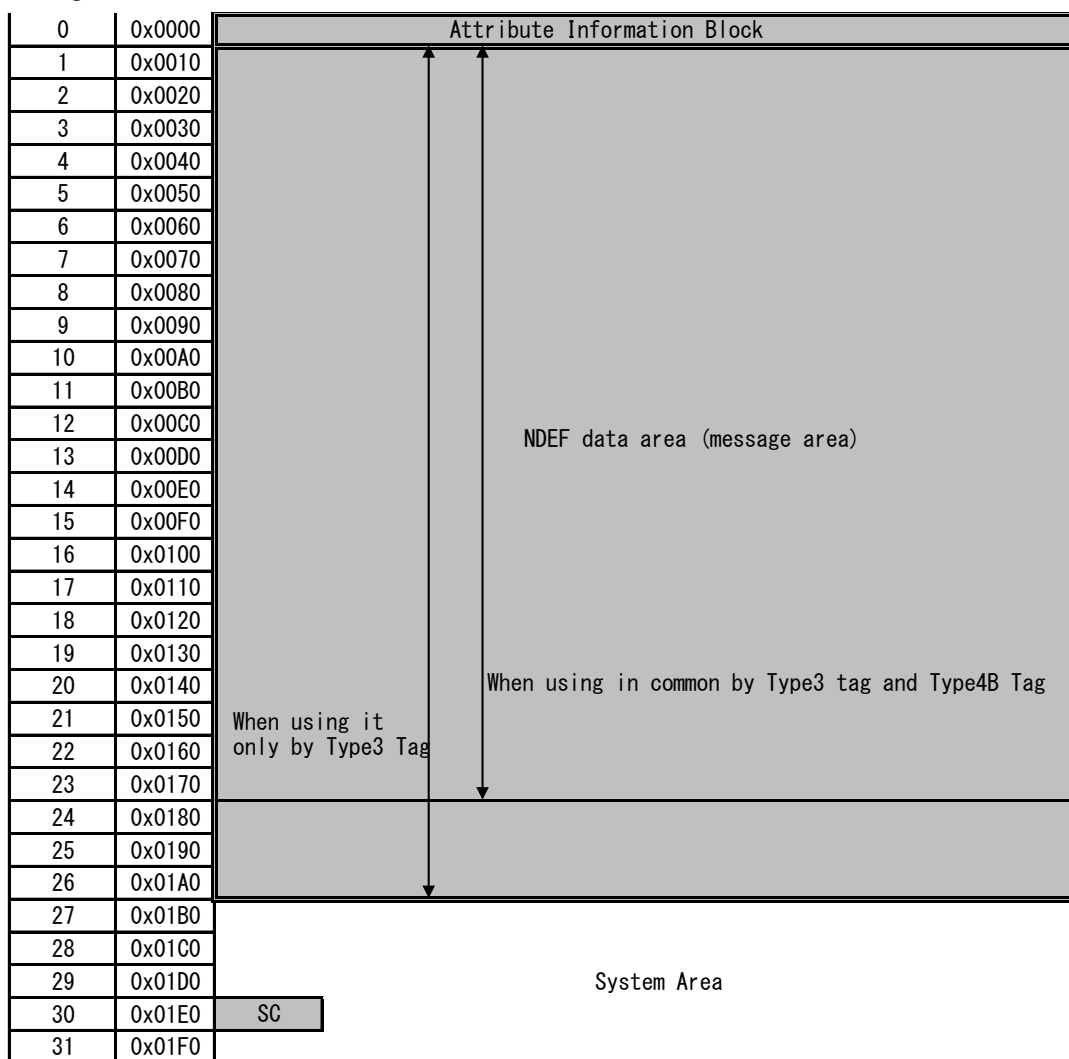 0 0x0000 Attribute Information Block
1 0x0010
2 0x0020
3 0x0030
4 0x0040
5 0x0050
6 0x0060
7 0x0070
8 0x0080
9 0x0090
10 0x00A0
11 0x00B0
12 0x00C0
NDEF data area (message area)
13 0x00D0
14 0x00E0
15 0x00F0
16 0x0100
17 0x0110
18 0x0120
19 0x0130
20 0x0140 When using in common by Type3 tag and Type4B Tag
21 0x0150 When using it
22 0x0160 only by Type3 Tag
23 0x0170
24 0x0180
25 0x0190
26 0x01A0
27 0x01B0
28 0x01C0
29 0x01D0 System Area
30 0x01E0 SC
31 0x01F0